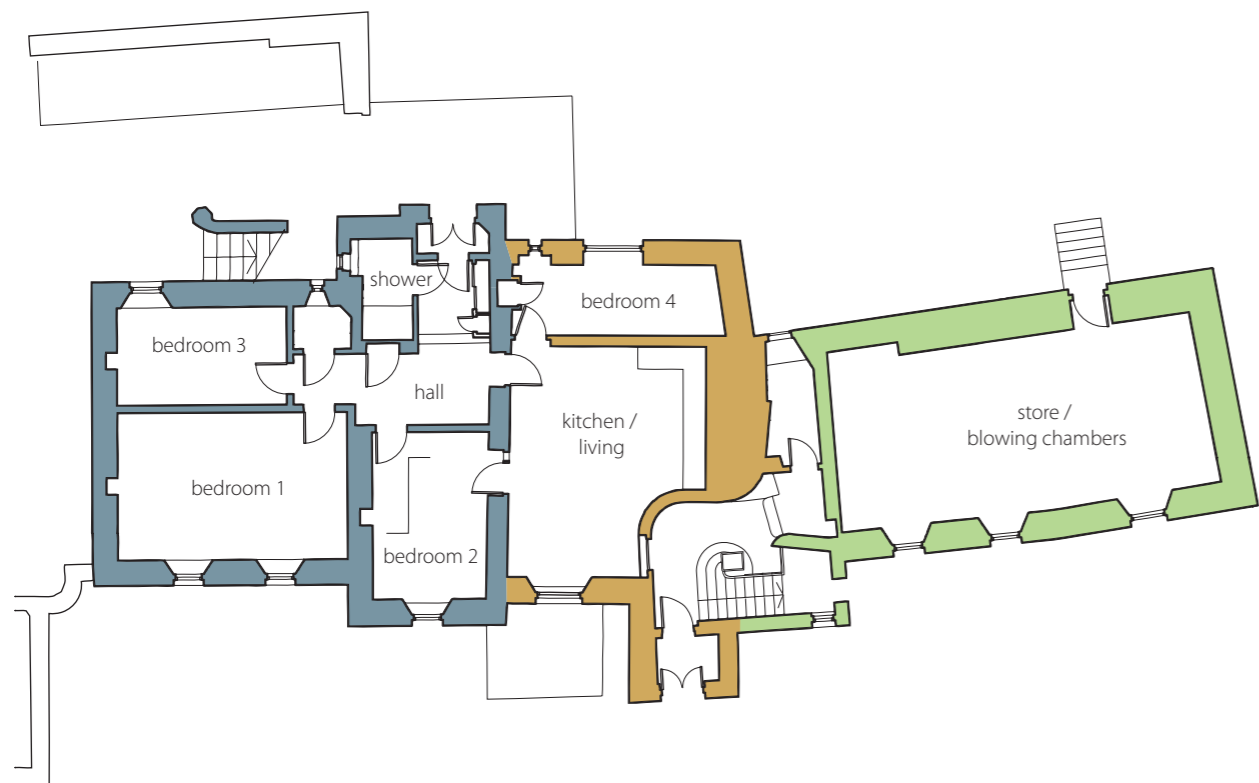 shower
bedroom 4
bedroom 3
hall
kitchen /
living
store /
blowing chambers
bedroom 1
bedroom 2